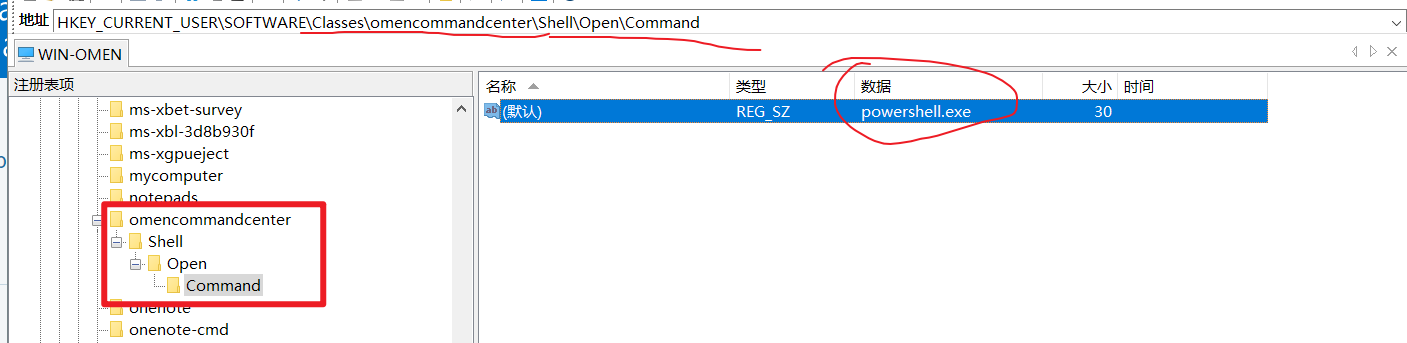 地址 HKEY_CURRENT_USER\SOFTWARE\Classes\omencommandcenter\Shell\Open\Command
WIN-OMEN
注册表项
名称 类型 数据 大小 时间
ms-xbet-survey
ab (默认) REG_SZ powershell.exe 30
ms-xbl-3d8b930f
ms-xgpueject
mycomputer
notepads
omencommandcenter
Shell
Open
Command
onenote
onenote-cmd